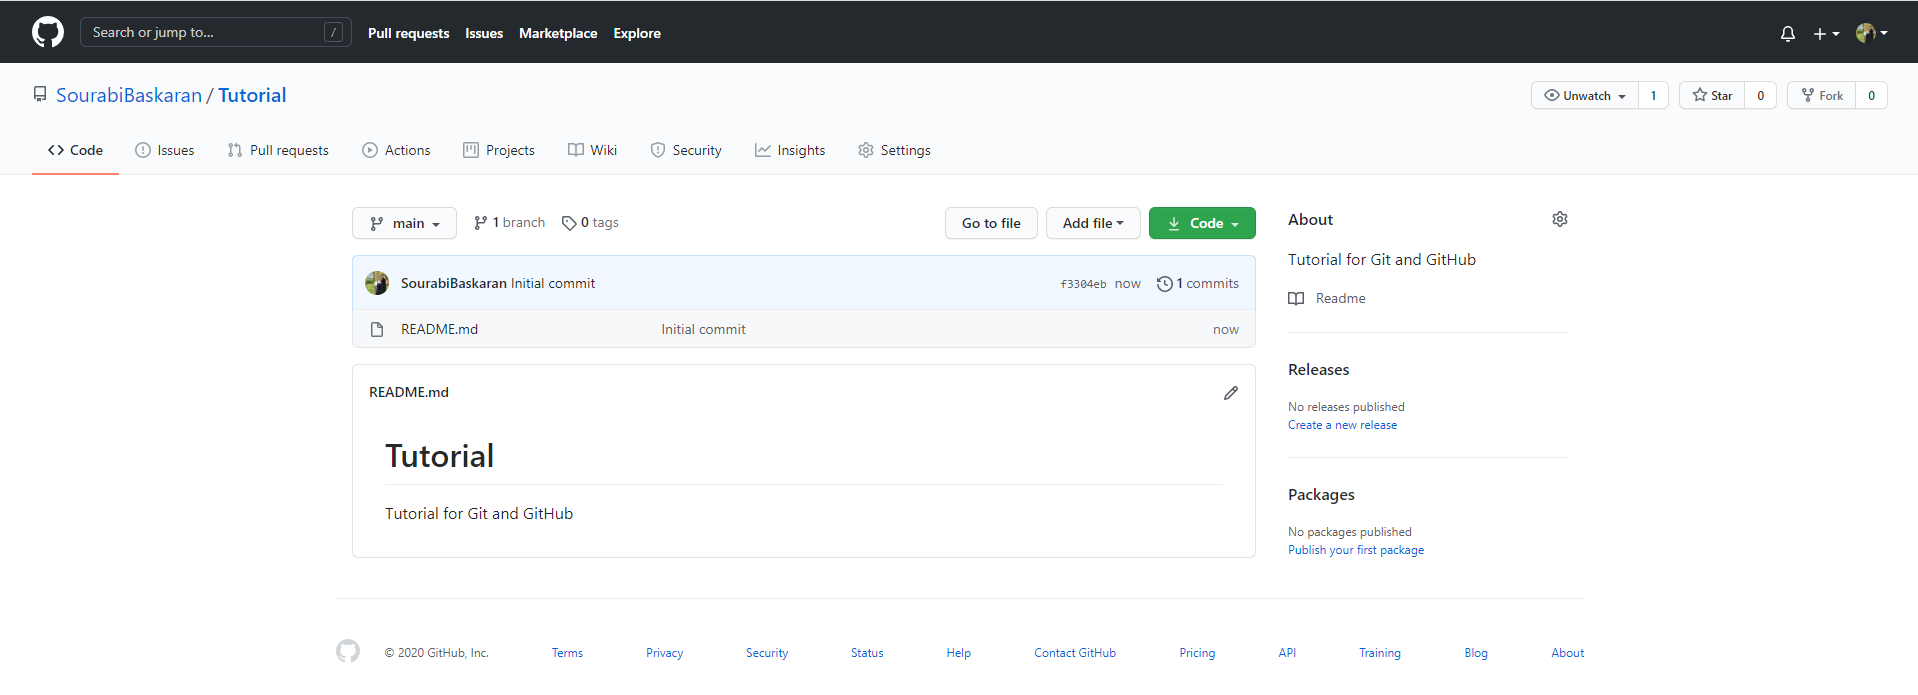 Search or jump to... /
Pull requests Issues Marketplace Explore
SourabiBaskaran / Tutorial
Unwatch 1 Star 0 Fork 0
Code Issues Pull requests Actions Projects Wiki Security Insights Settings
main 1 branch 0 tags Go to file Add file Code
SourabiBaskaran Initial commit f3304eb now 1 commits
README.md Initial commit now
README.md
Tutorial
Tutorial for Git and GitHub
About
Tutorial for Git and GitHub
Readme
Releases
No releases published
Create a new release
Packages
No packages published
Publish your first package
© 2020 GitHub, Inc. Terms Privacy Security Status Help Contact GitHub Pricing API Training Blog About